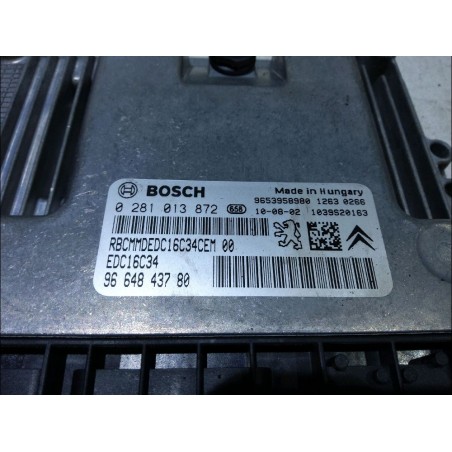 BOSCH Made in Hungary
9653958980 1263 0266
0 281 013 872 658 10-08-02 1039S20163
RBCMMDEDC16C34CEM 00
EDC16C34
96 648 437 80